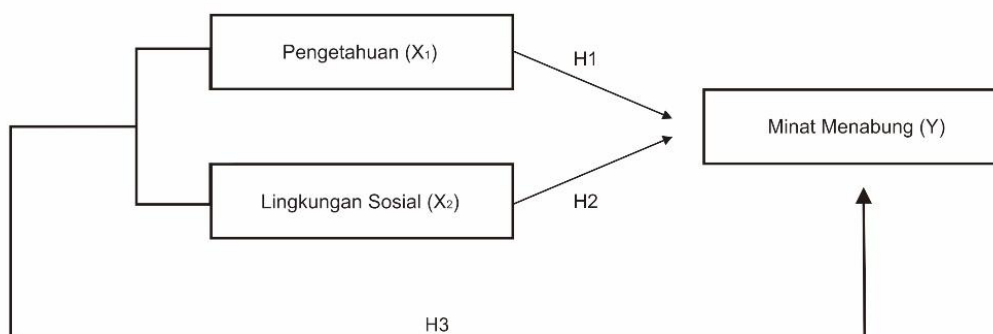 Pengetahuan (X₁)
H1
Minat Menabung (Y)
Lingkungan Sosial (X₂)
H2
H3